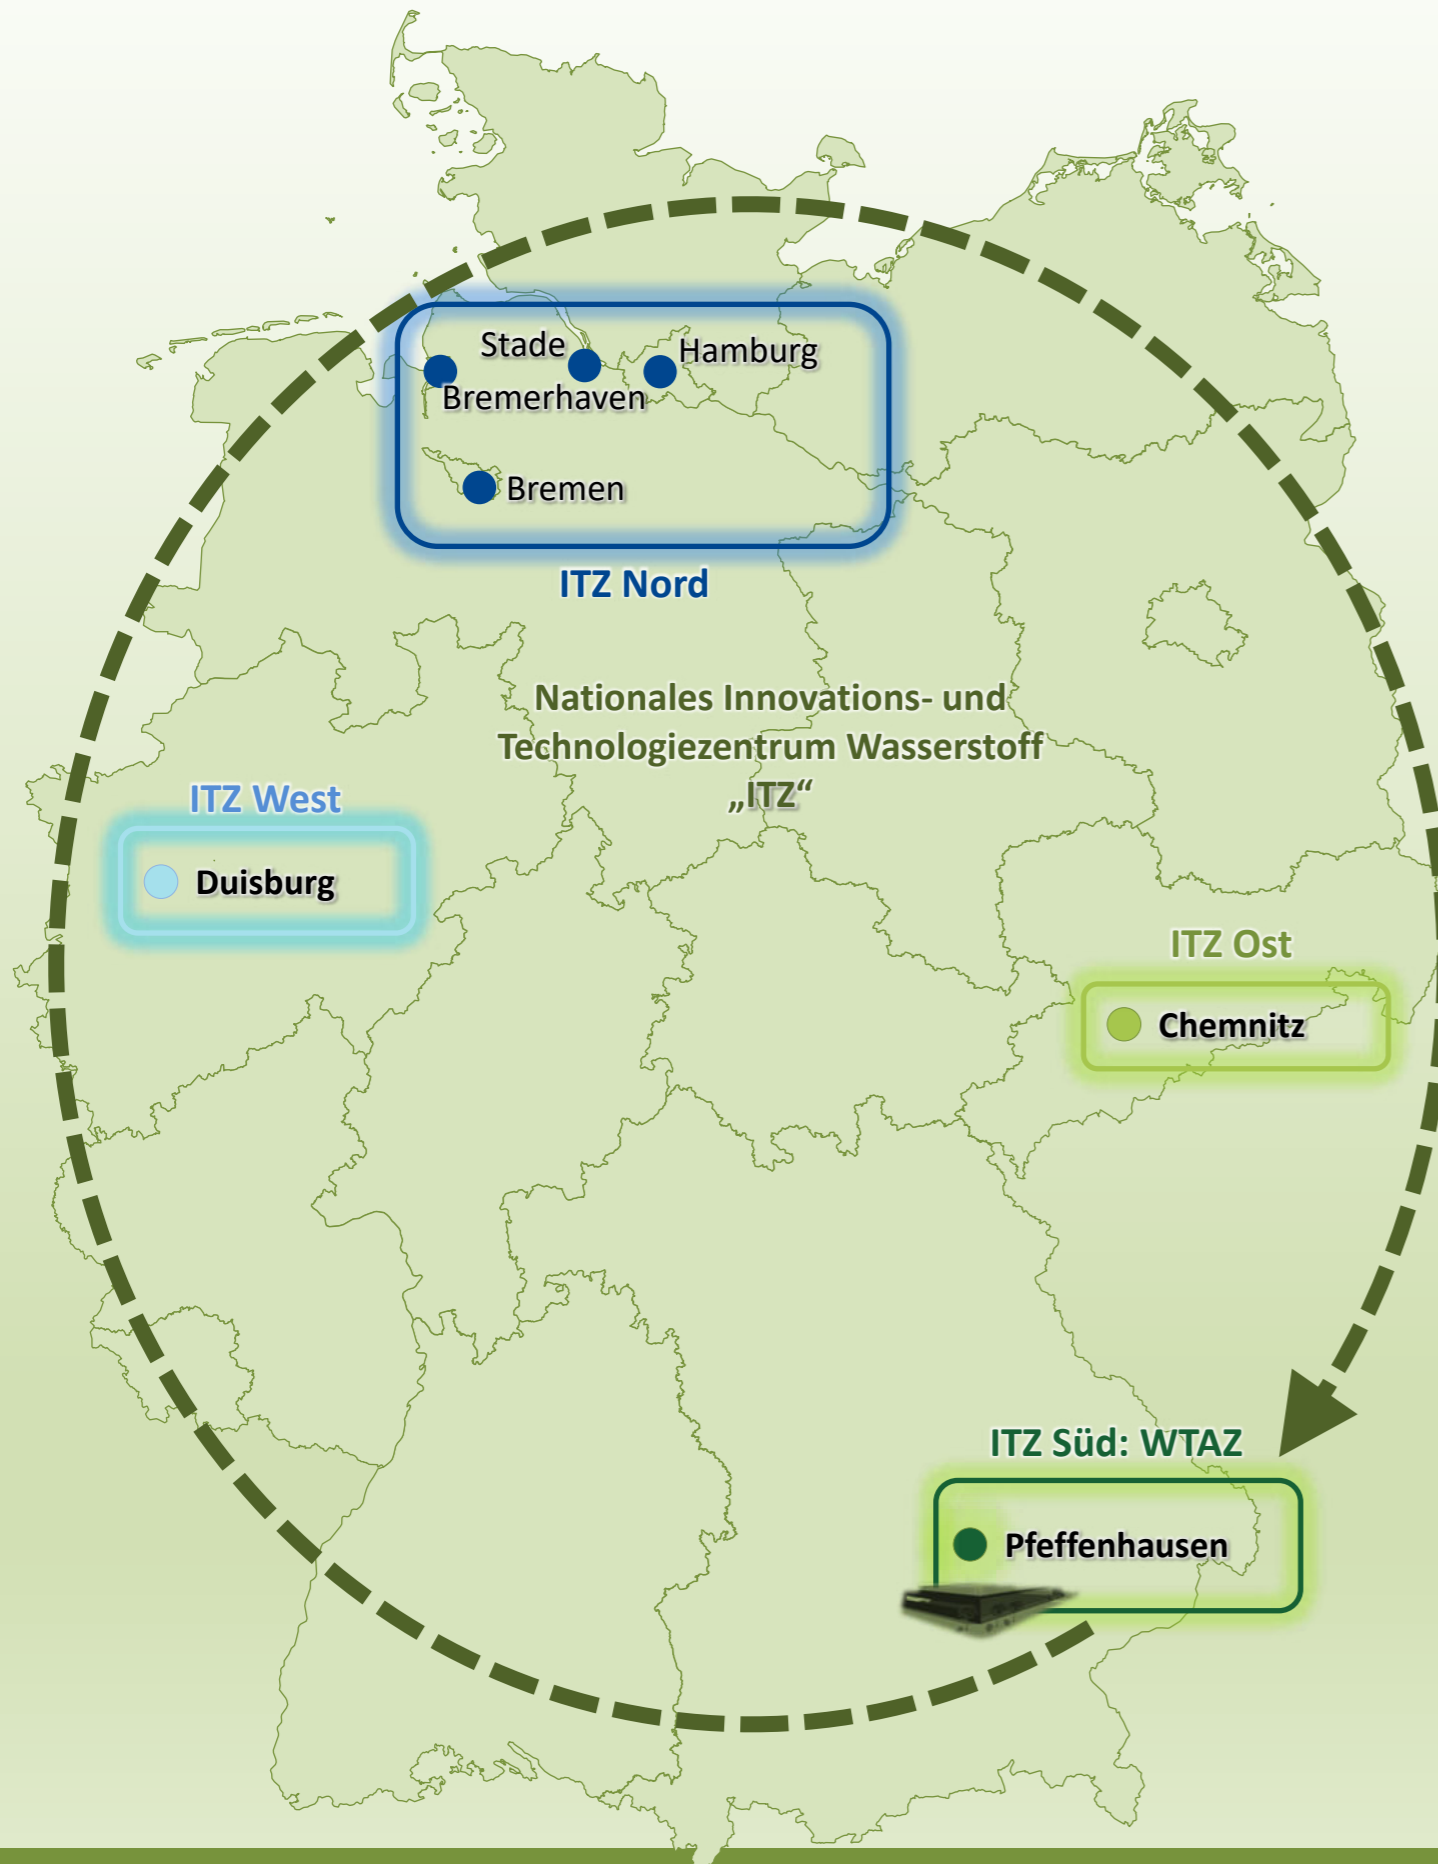 Stade
Hamburg
Bremerhaven
Bremen
ITZ Nord
Nationales Innovations- und
Technologiezentrum Wasserstoff
„ITZ“
ITZ West
Duisburg
ITZ Ost
Chemnitz
ITZ Süd: WTAZ
Pfeffenhausen